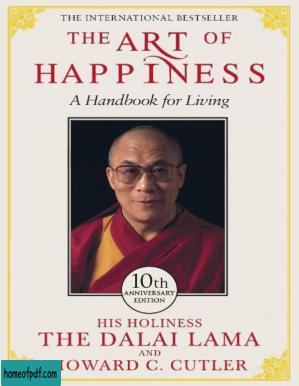 THE INTERNATIONAL BESTSELLER
THE ART OF
HAPPINESS
A Handbook for Living
10th
ANNIVERSARY
EDITION
HIS HOLINESS
THE DALAI LAMA
AND
HOWARD C. CUTLER
homeofpdf.com